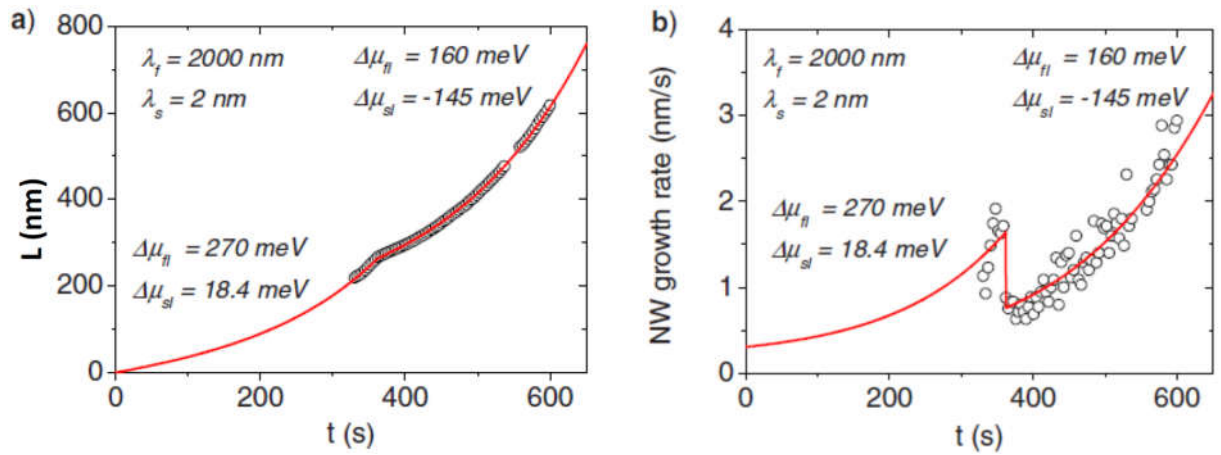 a)
800
600
400
200
0
L (nm)
λf = 2000 nm
λs = 2 nm
Δμfl = 160 meV
Δμsl = -145 meV
Δμfl = 270 meV
Δμsl = 18.4 meV
0 200 400 600
t (s)
b)
4
3
2
1
0
NW growth rate (nm/s)
λf = 2000 nm
λs = 2 nm
Δμfl = 160 meV
Δμsl = -145 meV
Δμfl = 270 meV
Δμsl = 18.4 meV
0 200 400 600
t (s)